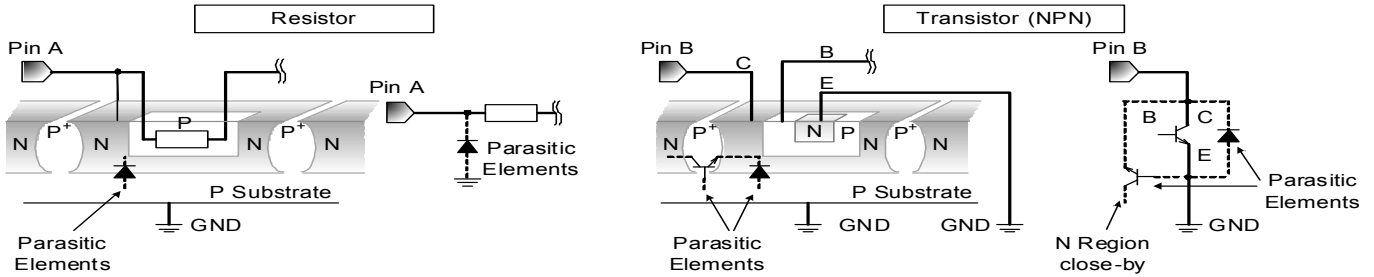 Resistor
Transistor (NPN)
Pin A
Pin A
P
N
P+
N
N
P+
N
Parasitic
Elements
P Substrate
GND
Parasitic
Elements
Pin B
C
B
E
N
P+
N
N
P
N
P+
N
P Substrate
GND
GND
Parasitic
Elements
Pin B
B
C
E
Parasitic
Elements
GND
N Region
close-by